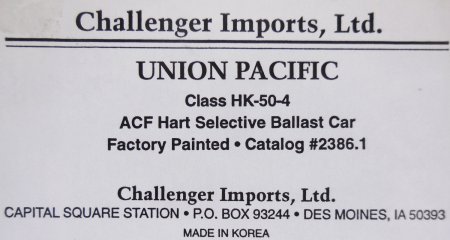 Challenger Imports, Ltd.
UNION PACIFIC
Class HK-50-4
ACF Hart Selective Ballast Car
Factory Painted • Catalog #2386.1
Challenger Imports, Ltd.
CAPITAL SQUARE STATION • P.O. BOX 93244 • DES MOINES, IA 50393
MADE IN KOREA